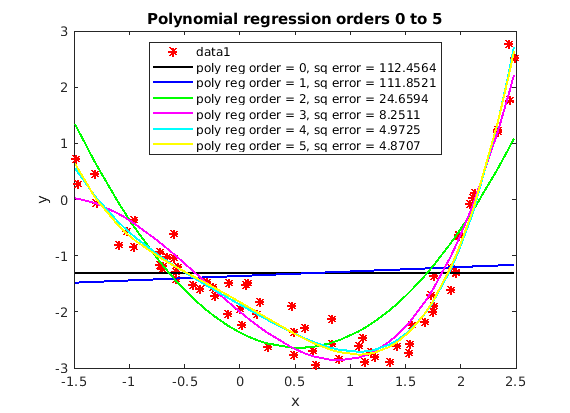 Polynomial regression orders 0 to 5
data1
poly reg order = 0, sq error = 112.4564
poly reg order = 1, sq error = 111.8521
poly reg order = 2, sq error = 24.6594
poly reg order = 3, sq error = 8.2511
poly reg order = 4, sq error = 4.9725
poly reg order = 5, sq error = 4.8707
3
2
1
0
-1
-2
-3
y
-1.5 -1 -0.5 0 0.5 1 1.5 2 2.5
x